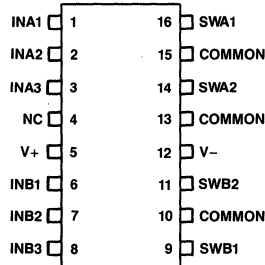 INA1 1 16 SWA1
INA2 2 15 COMMON
INA3 3 14 SWA2
NC 4 13 COMMON
V+ 5 12 V−
INB1 6 11 SWB2
INB2 7 10 COMMON
INB3 8 9 SWB1